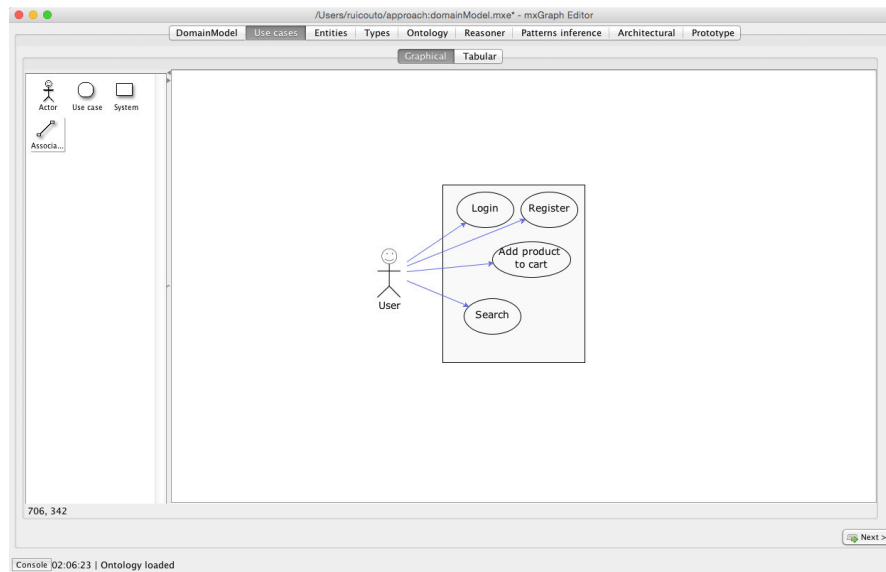 /Users/ruicouto/approach:domainModel.mxe* - mxGraph Editor
DomainModel Use cases Entities Types Ontology Reasoner Patterns inference Architectural Prototype
Graphical Tabular
Actor Use case System
Associa...
Login Register
Add product
to cart
User
Search
706, 342
Next >
Console 02:06:23 | Ontology loaded